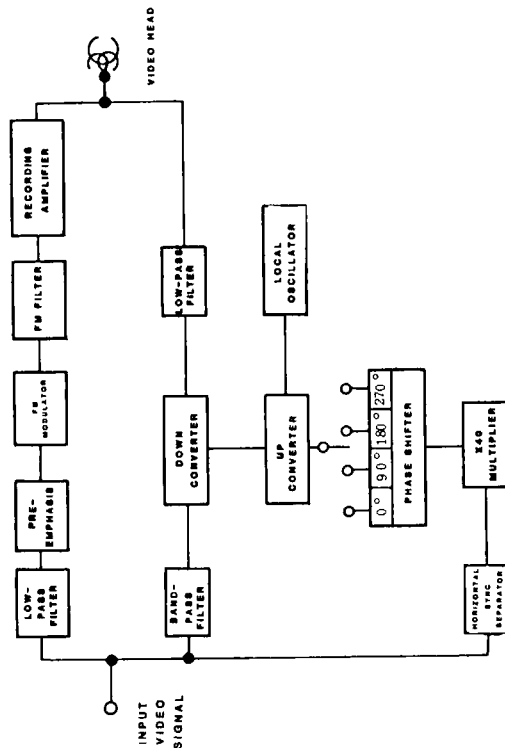 INPUT
VIDEO
SIGNAL
LOW-
PASS
FILTER
PRE-
EMPHASIS
FM
MODULATOR
FM FILTER
RECORDING
AMPLIFIER
VIDEO HEAD
BAND-
PASS
FILTER
DOWN
CONVERTER
LOW-PASS
FILTER
UP
CONVERTER
LOCAL
OSCILLATOR
0° 90° 180° 270°
PHASE SHIFTER
HORIZONTAL
SYNC
SEPARATOR
X40
MULTIPLIER